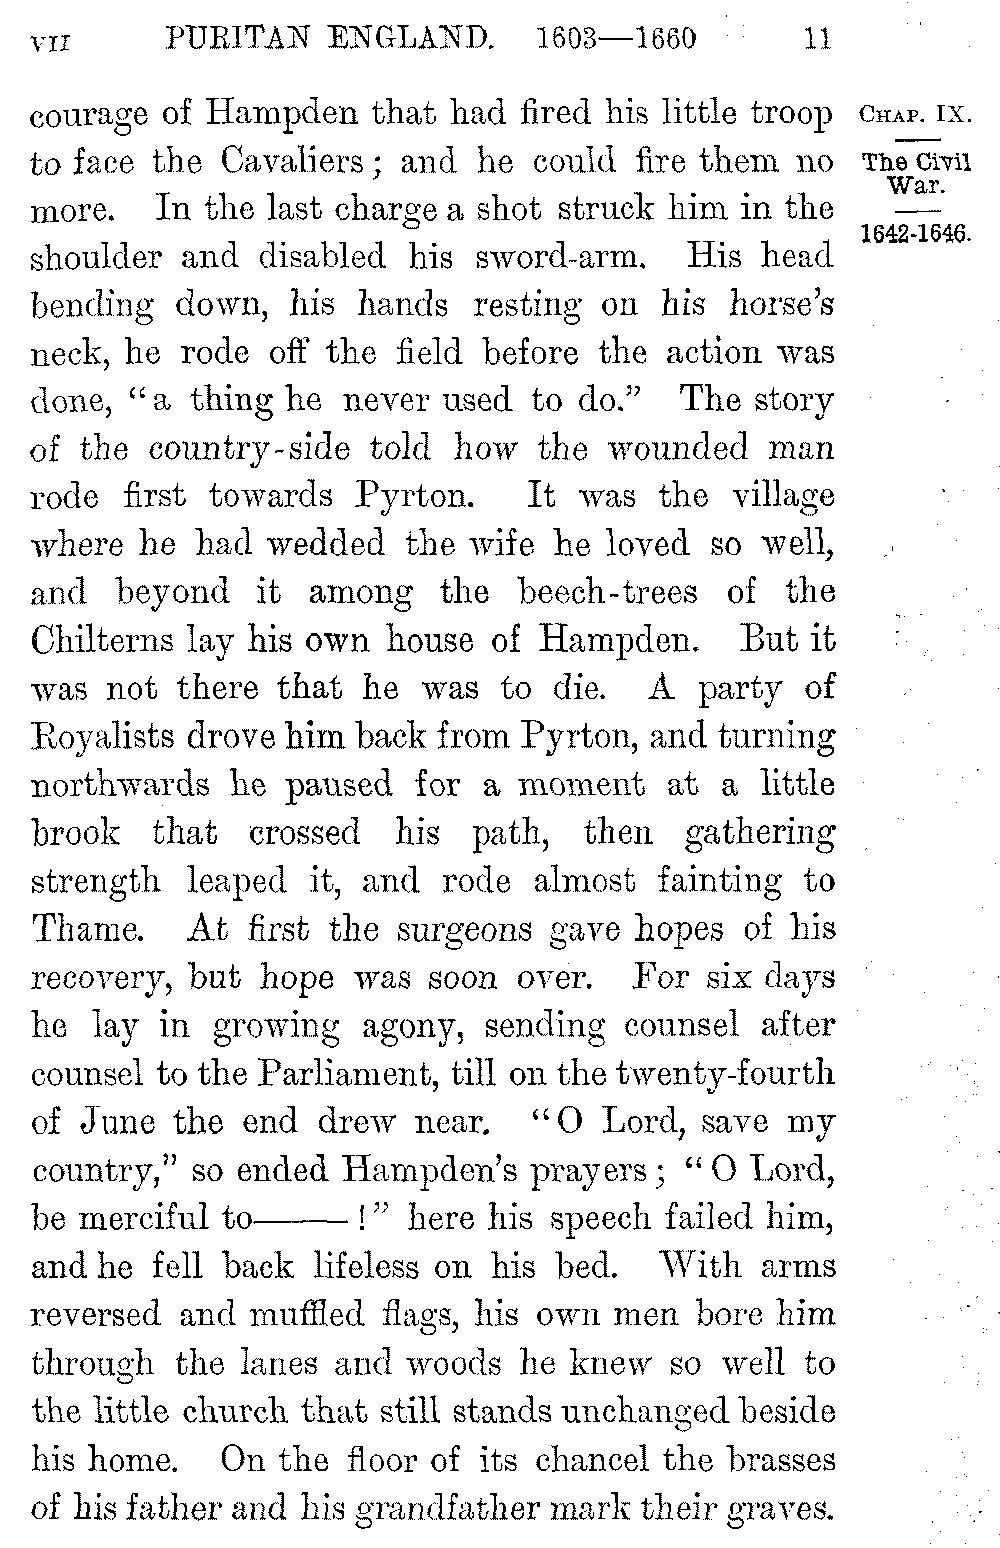 VII PURITAN ENGLAND. 1603—1660 11
courage of Hampden that had fired his little troop
to face the Cavaliers; and he could fire them no
more. In the last charge a shot struck him in the
shoulder and disabled his sword-arm. His head
bending down, his hands resting on his horse's
neck, he rode off the field before the action was
done, “a thing he never used to do.” The story
of the country-side told how the wounded man
rode first towards Pyrton. It was the village
where he had wedded the wife he loved so well,
and beyond it among the beech-trees of the
Chilterns lay his own house of Hampden. But it
was not there that he was to die. A party of
Royalists drove him back from Pyrton, and turning
northwards he paused for a moment at a little
brook that crossed his path, then gathering
strength leaped it, and rode almost fainting to
Thame. At first the surgeons gave hopes of his
recovery, but hope was soon over. For six days
he lay in growing agony, sending counsel after
counsel to the Parliament, till on the twenty-fourth
of June the end drew near. “O Lord, save my
country,” so ended Hampden's prayers; “O Lord,
be merciful to——!” here his speech failed him,
and he fell back lifeless on his bed. With arms
reversed and muffled flags, his own men bore him
through the lanes and woods he knew so well to
the little church that still stands unchanged beside
his home. On the floor of its chancel the brasses
of his father and his grandfather mark their graves.
CHAP. IX.
The Civil
War.
1642-1646.